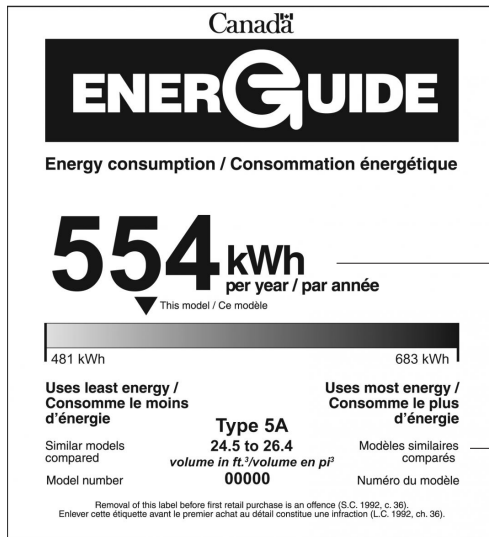 Canada
ENERGUIDE
Energy consumption / Consommation énergétique
554 kWh
per year / par année
This model / Ce modèle
481 kWh 683 kWh
Uses least energy /
Consomme le moins
d'énergie
Uses most energy /
Consomme le plus
d'énergie
Similar models
compared
Type 5A
24.5 to 26.4
volume in ft.³/volume en pi³
Modèles similaires
comparés
Model number 00000 Numéro du modèle
Removal of this label before first retail purchase is an offence (S.C. 1992, c. 36).
Enlever cette étiquette avant le premier achat au détail constitue une infraction (L.C. 1992, ch. 36).